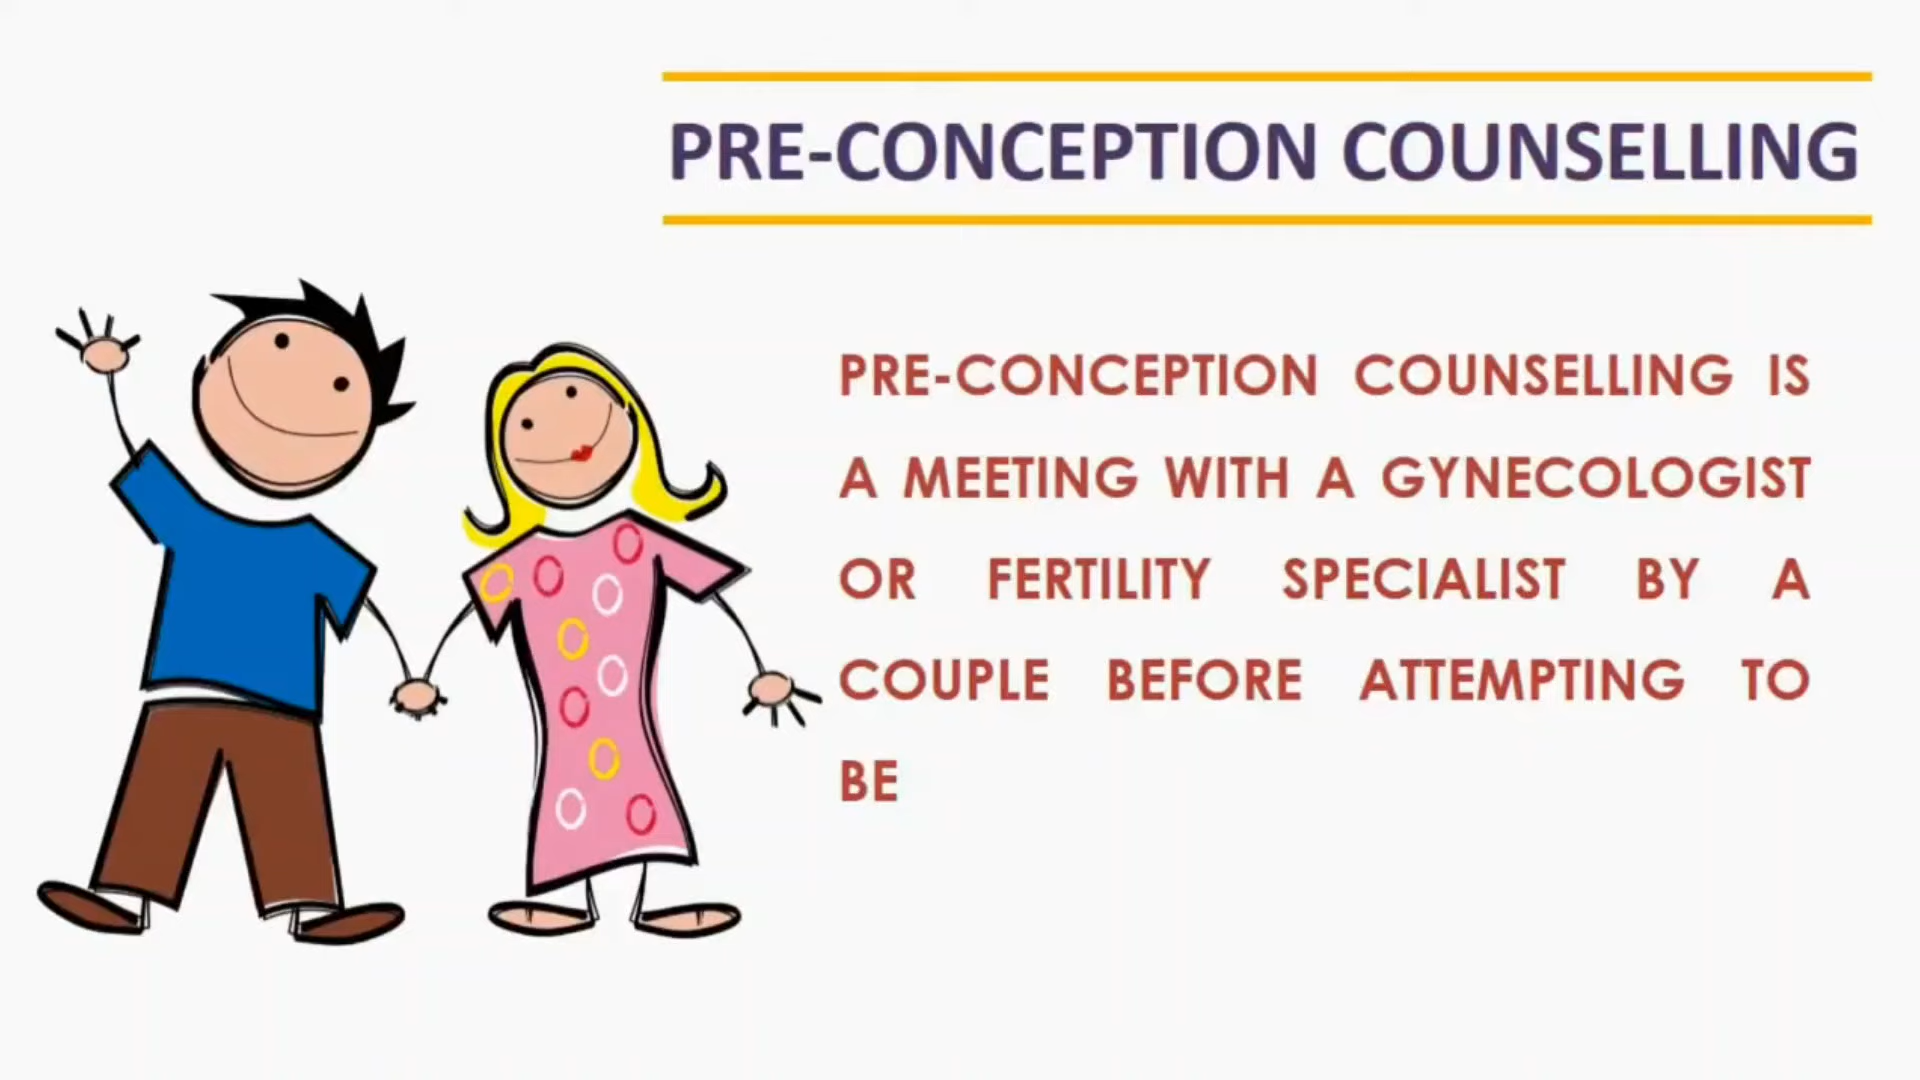 PRE-CONCEPTION COUNSELLING
PRE-CONCEPTION COUNSELLING IS
A MEETING WITH A GYNECOLOGIST
OR FERTILITY SPECIALIST BY A
COUPLE BEFORE ATTEMPTING TO
BE